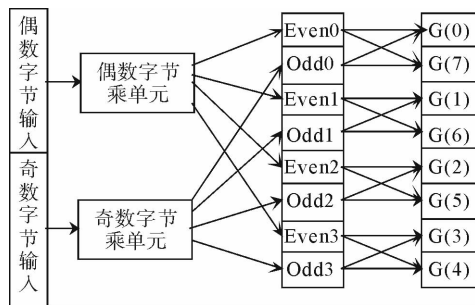 偶数字节输入
奇数字节输入
偶数字节
乘单元
奇数字节
乘单元
Even0
Odd0
Even1
Odd1
Even2
Odd2
Even3
Odd3
G(0)
G(7)
G(1)
G(6)
G(2)
G(5)
G(3)
G(4)